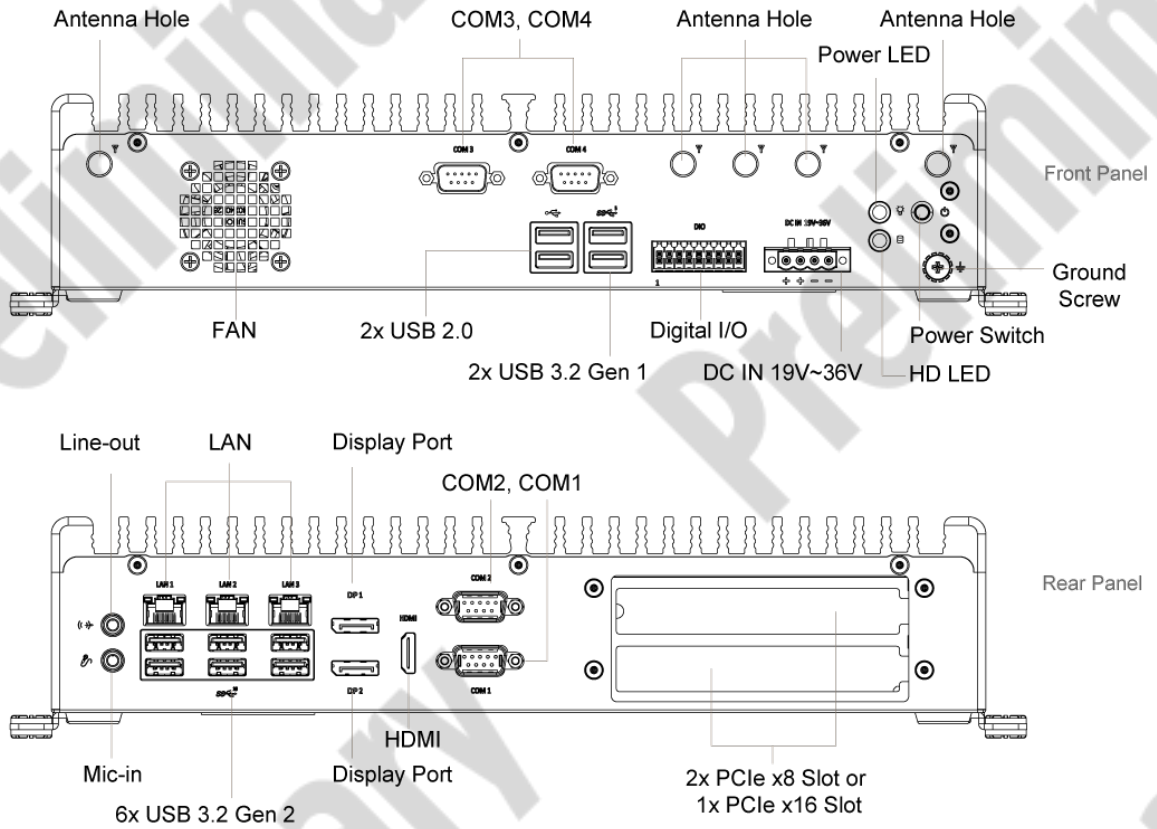 Antenna Hole
COM3, COM4
Antenna Hole
Antenna Hole
Power LED
COM 3
COM 4
Front Panel
DIO
DC IN 19V~36V
1
+ + − −
Ground
Screw
FAN
2x USB 2.0
Digital I/O
Power Switch
2x USB 3.2 Gen 1
DC IN 19V~36V
HD LED
Preliminary
Line-out
LAN
Display Port
COM2, COM1
LAN 1
LAN 2
LAN 3
DP 1
COM 2
HDMI
Rear Panel
SS
10
DP 2
COM 1
HDMI
Mic-in
Display Port
2x PCIe x8 Slot or
1x PCIe x16 Slot
6x USB 3.2 Gen 2